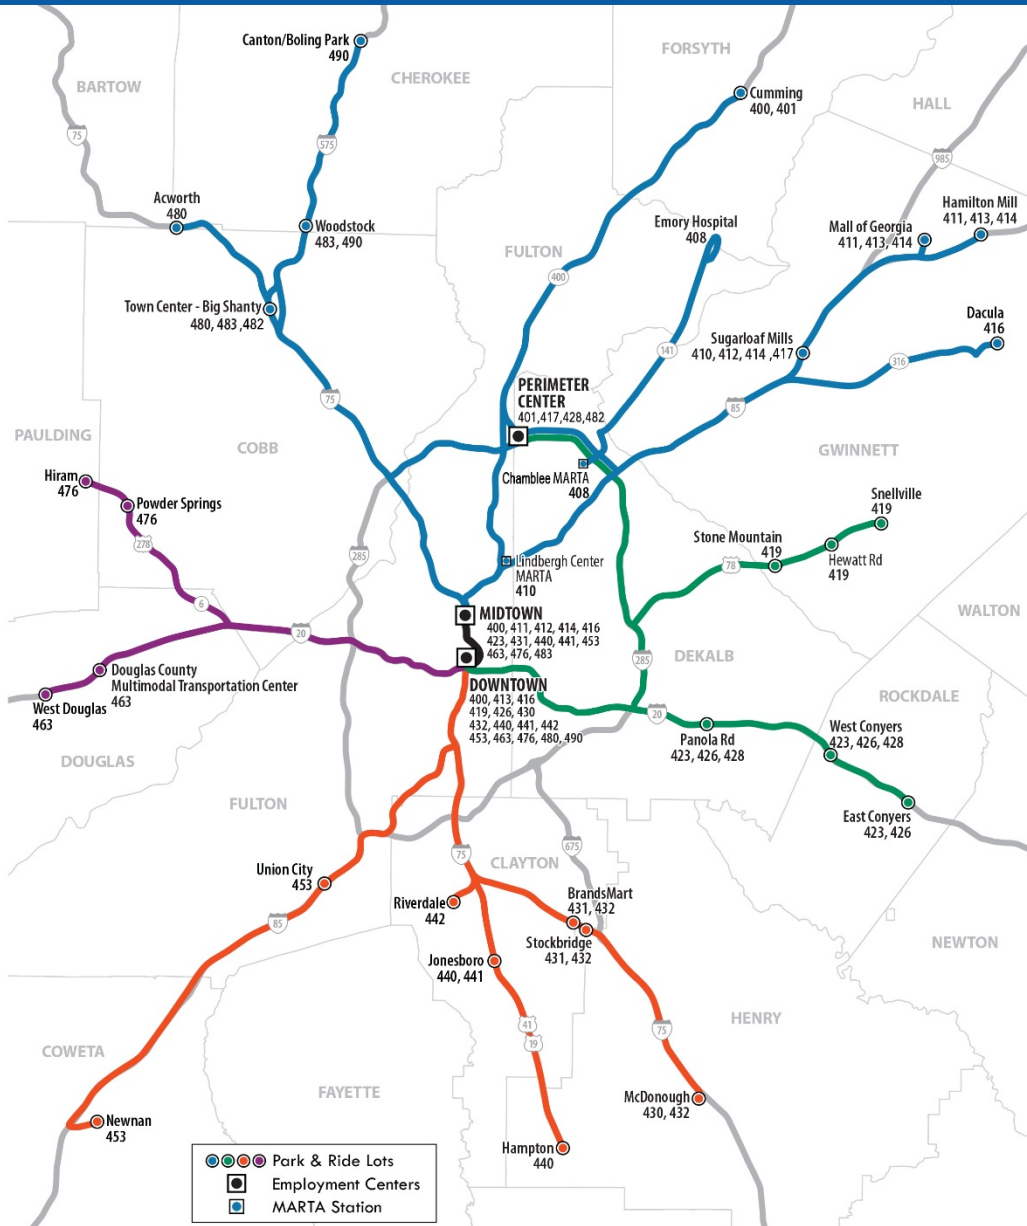 Canton/Boling Park
490
FORSYTH
CHEROKEE
BARTOW
Cumming
400, 401
HALL
75
575
985
Acworth
480
Woodstock
483, 490
Emory Hospital
408
Hamilton Mill
411, 413, 414
Mall of Georgia
411, 413, 414
FULTON
400
Town Center - Big Shanty
480, 483 ,482
Dacula
416
Sugarloaf Mills
410, 412, 414 ,417
141
316
PERIMETER
CENTER
401,417,428,482
75
85
PAULDING
COBB
GWINNETT
Hiram
476
Chamblee MARTA
408
Powder Springs
476
Snellville
419
278
285
Stone Mountain
419
78
Hewatt Rd
419
Lindbergh Center
MARTA
410
6
MIDTOWN
400, 411, 412, 414, 416
423, 431, 440, 441, 453
463, 476, 483
WALTON
20
285
DEKALB
Douglas County
Multimodal Transportation Center
463
West Douglas
463
DOWNTOWN
400, 413, 416
419, 426, 430
432, 440, 441, 442
453, 463, 476, 480, 490
ROCKDALE
20
Panola Rd
423, 426, 428
West Conyers
423, 426, 428
DOUGLAS
FULTON
East Conyers
423, 426
75
675
CLAYTON
Union City
453
Riverdale
442
BrandsMart
431, 432
85
Stockbridge
431, 432
NEWTON
Jonesboro
440, 441
41
19
75
HENRY
COWETA
FAYETTE
McDonough
430, 432
Newnan
453
Hampton
440
Park & Ride Lots
Employment Centers
MARTA Station